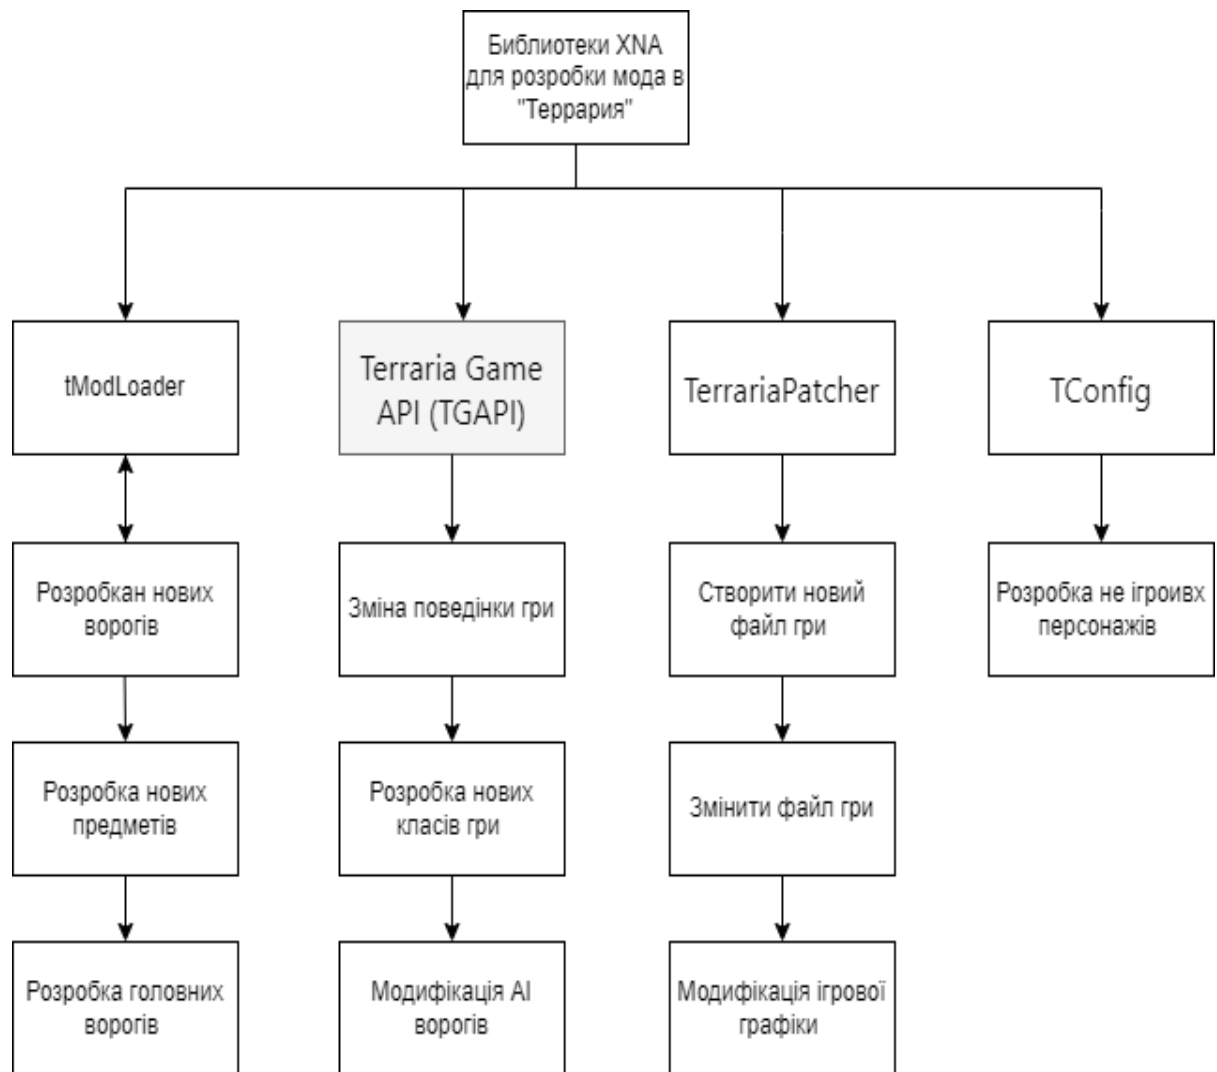 Библиотеки XNA
для розробки мода в
"Террария"
tModLoader
Terraria Game
API (TGAPI)
TerrariaPatcher
TConfig
Розробкан нових
ворогів
Зміна поведінки гри
Створити новий
файл гри
Розробка не ігроивх
персонажів
Розробка нових
предметів
Розробка нових
класів гри
Змінити файл гри
Розробка головних
ворогів
Модифікація AI
ворогів
Модифікація ігрової
графіки